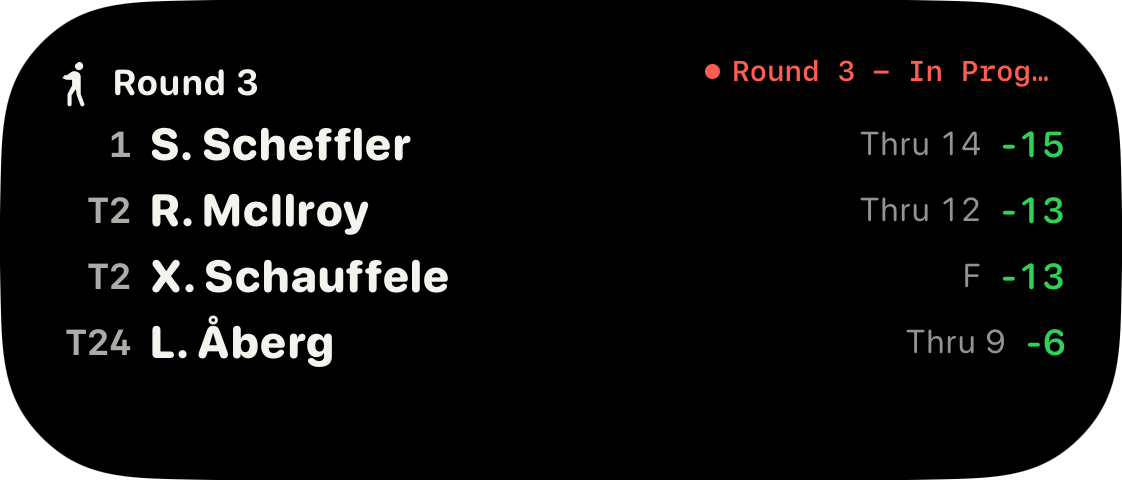 Round 3
● Round 3 – In Prog…
1 S. Scheffler Thru 14 -15
T2 R. McIlroy Thru 12 -13
T2 X. Schauffele F -13
T24 L. Åberg Thru 9 -6